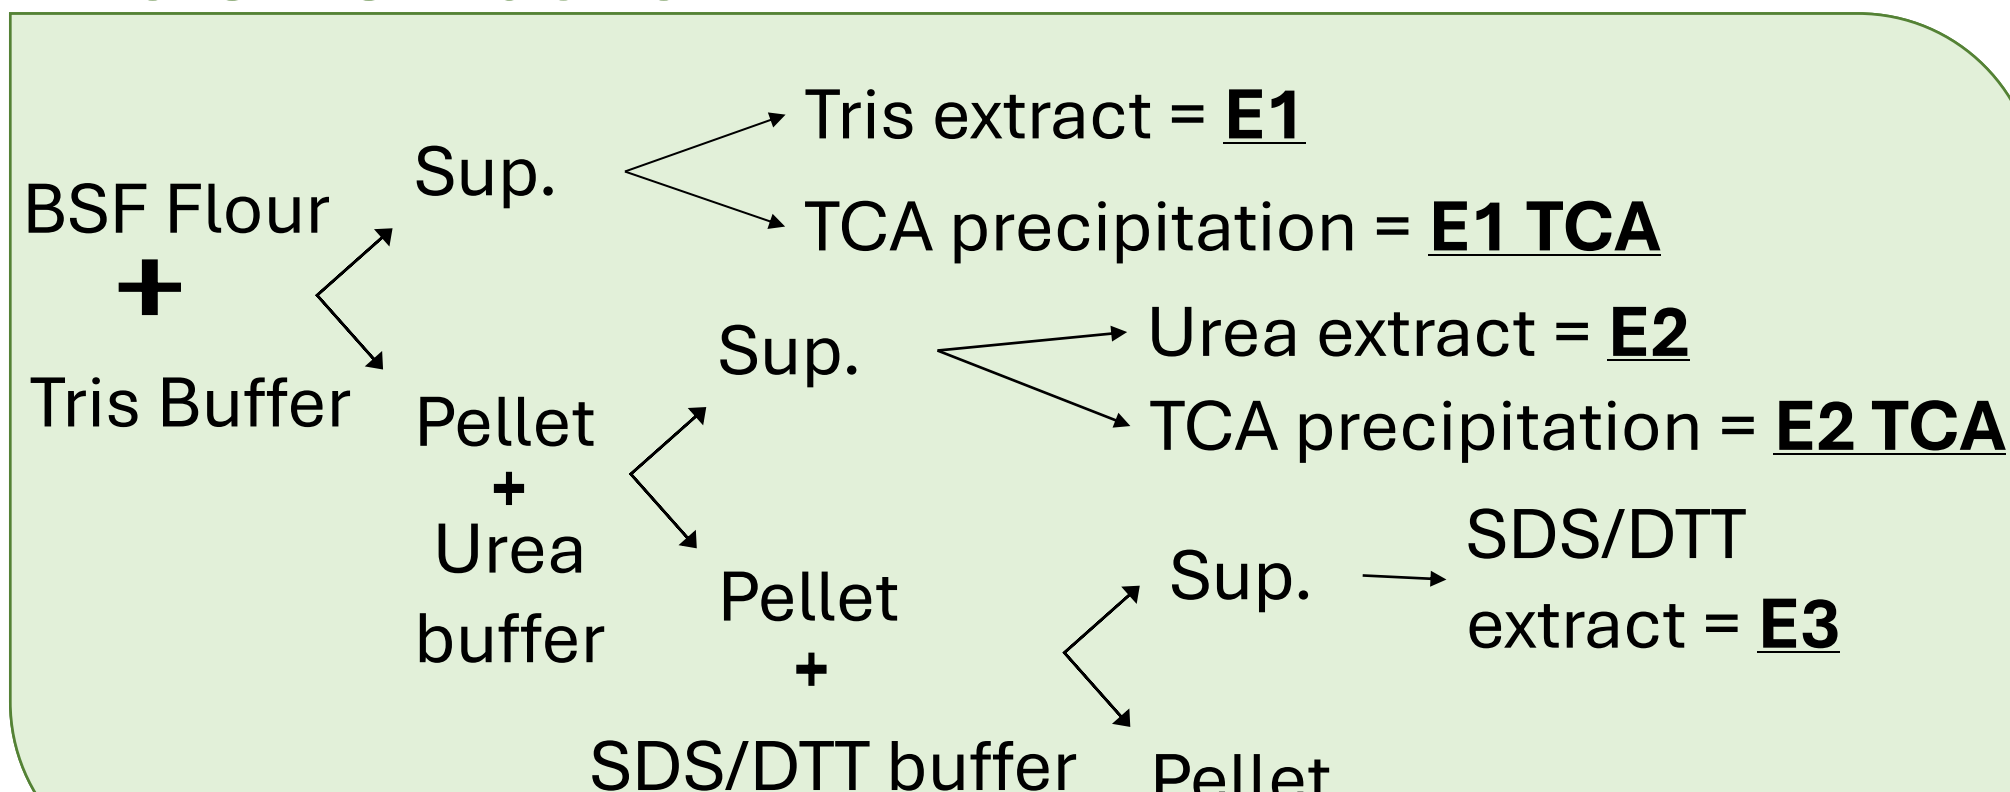 BSF Flour
+
Tris Buffer
Sup.
Tris extract = E1
TCA precipitation = E1 TCA
Pellet
+
Urea
buffer
Sup.
Urea extract = E2
TCA precipitation = E2 TCA
Pellet
+
SDS/DTT buffer
Sup.
SDS/DTT
extract = E3
Pellet